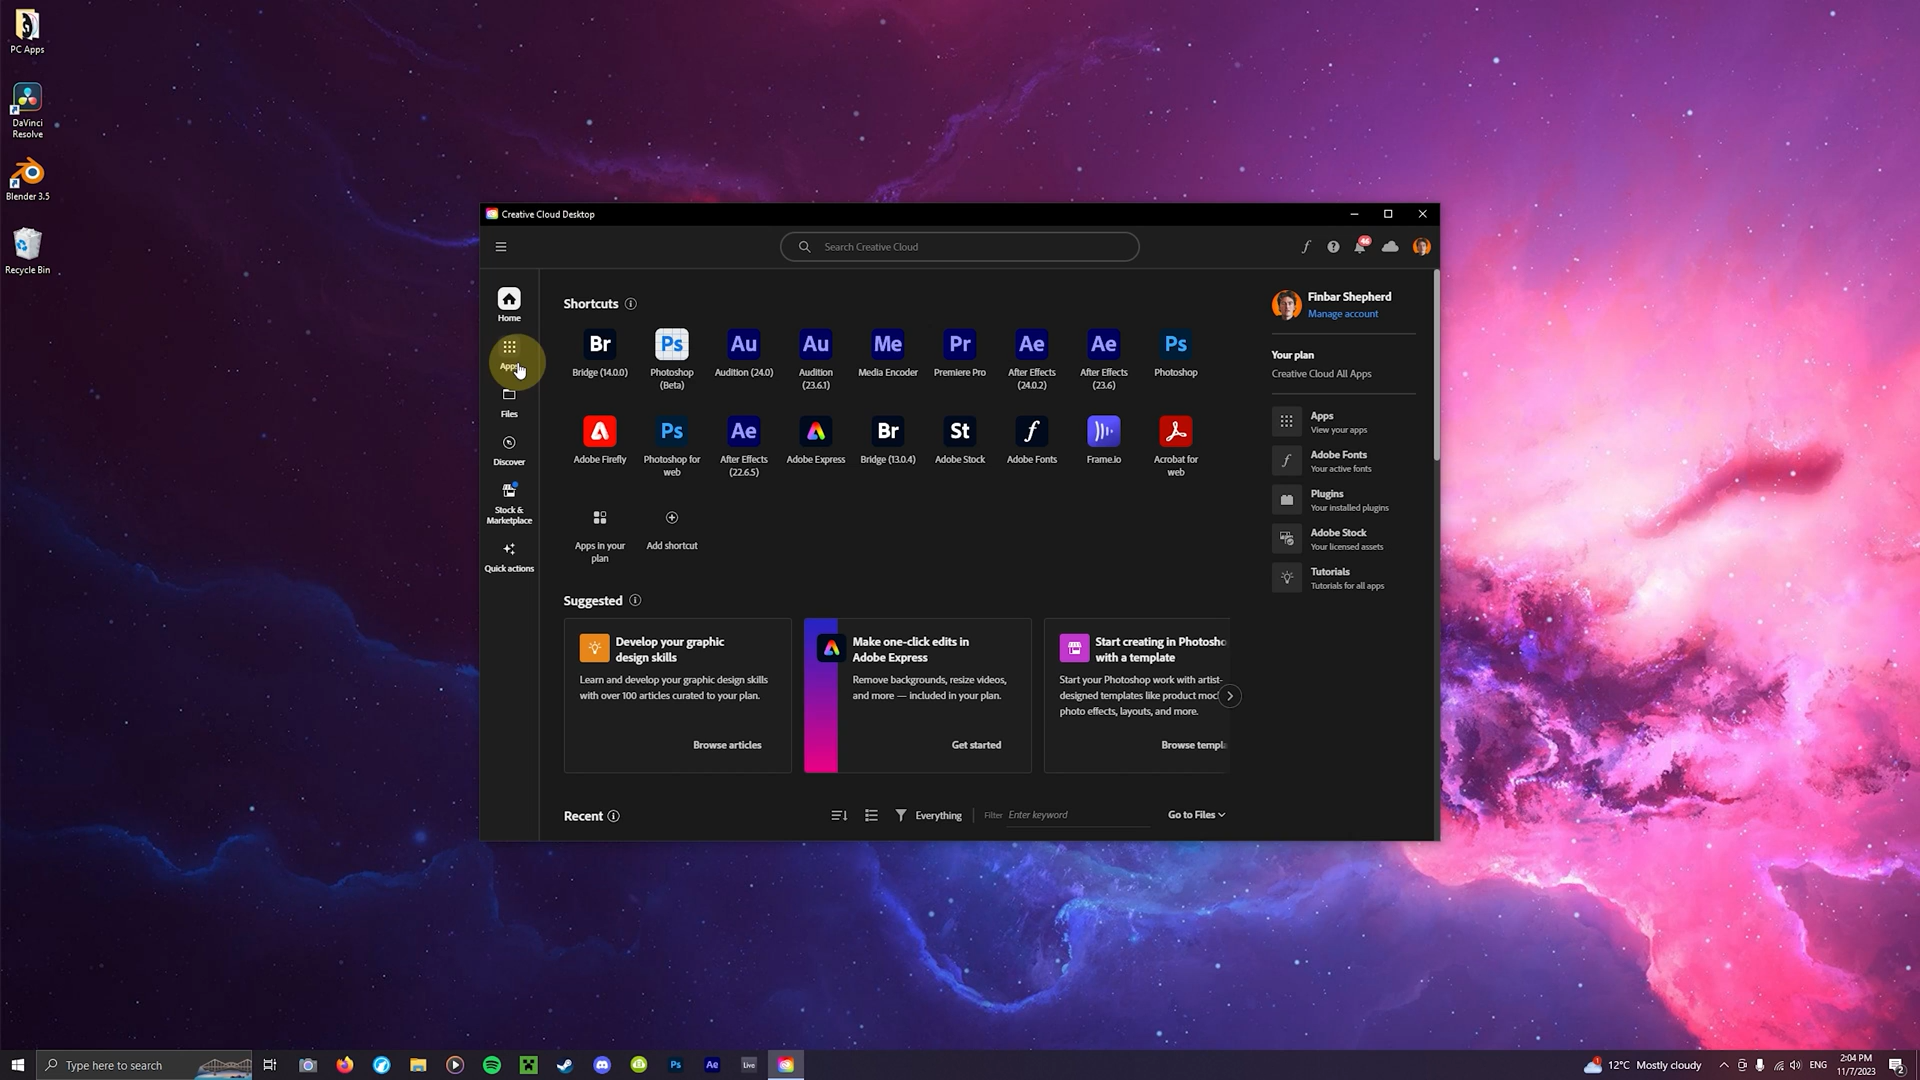 PC Apps
DaVinci
Resolve
Blender 3.5
Recycle Bin
Creative Cloud Desktop
Search Creative Cloud
46
Home
Apps
Files
Discover
Stock &
Marketplace
Quick actions
Shortcuts
Br
Ps
Au
Au
Me
Pr
Ae
Ae
Ps
Bridge (14.0.0)
Photoshop
(Beta)
Audition (24.0)
Audition
(23.6.1)
Media Encoder
Premiere Pro
After Effects
(24.0.2)
After Effects
(23.6)
Photoshop
Ps
Ae
Br
St
Adobe Firefly
Photoshop for
web
After Effects
(22.6.5)
Adobe Express
Bridge (13.0.4)
Adobe Stock
Adobe Fonts
Frame.io
Acrobat for
web
Apps in your
plan
Add shortcut
Suggested
Develop your graphic
design skills
Learn and develop your graphic design skills
with over 100 articles curated to your plan.
Browse articles
Make one-click edits in
Adobe Express
Remove backgrounds, resize videos,
and more — included in your plan.
Get started
Start creating in Photosho
with a template
Start your Photoshop work with artist-
designed templates like product moc
photo effects, layouts, and more.
Browse templa
Recent
Everything
Filter
Enter keyword
Go to Files
Finbar Shepherd
Manage account
Your plan
Creative Cloud All Apps
Apps
View your apps
Adobe Fonts
Your active fonts
Plugins
Your installed plugins
Adobe Stock
Your licensed assets
Tutorials
Tutorials for all apps
Type here to search
Ps
Ae
Live
12°C Mostly cloudy
ENG
2:04 PM
11/7/2023
2